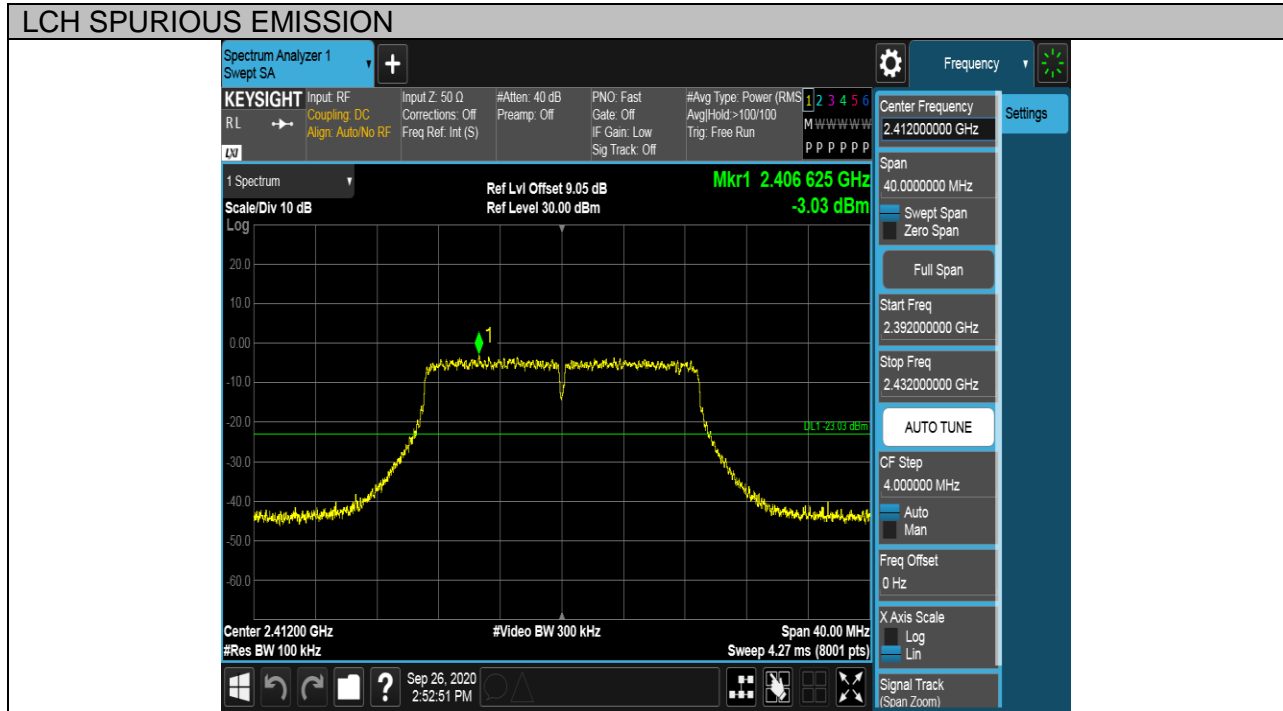 LCH SPURIOUS EMISSION
Spectrum Analyzer 1
Swept SA
Frequency
KEYSIGHT
RL
LXI
Input: RF
Coupling: DC
Align: Auto/No RF
Input Z: 50 Ω
Corrections: Off
Freq Ref: Int (S)
#Atten: 40 dB
Preamp: Off
PNO: Fast
Gate: Off
IF Gain: Low
Sig Track: Off
#Avg Type: Power (RMS
Avg|Hold:>100/100
Trig: Free Run
1 2 3 4 5 6
M W W W W W
P P P P P P
1 Spectrum
Scale/Div 10 dB
Log
Ref Lvl Offset 9.05 dB
Ref Level 30.00 dBm
Mkr1 2.406 625 GHz
-3.03 dBm
20.0
10.0
0.00
-10.0
-20.0
-30.0
-40.0
-50.0
-60.0
1
DL1 -23.03 dBm
Center 2.41200 GHz
#Res BW 100 kHz
#Video BW 300 kHz
Span 40.00 MHz
Sweep 4.27 ms (8001 pts)
?
Sep 26, 2020
2:52:51 PM
Center Frequency
2.412000000 GHz
Settings
Span
40.0000000 MHz
Swept Span
Zero Span
Full Span
Start Freq
2.392000000 GHz
Stop Freq
2.432000000 GHz
AUTO TUNE
CF Step
4.000000 MHz
Auto
Man
Freq Offset
0 Hz
X Axis Scale
Log
Lin
Signal Track
(Span Zoom)